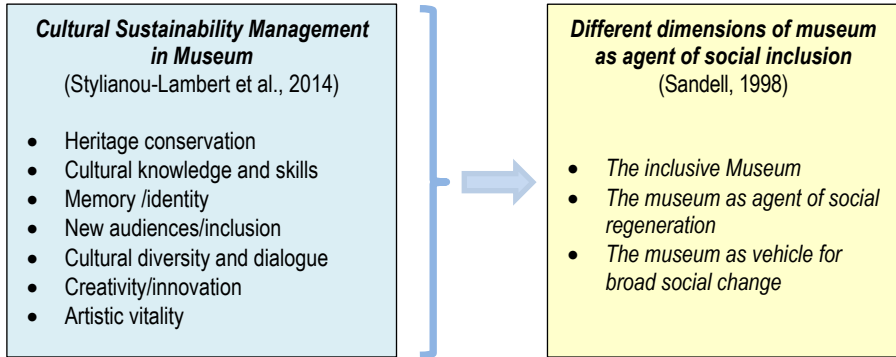 Cultural Sustainability Management
in Museum
(Stylianou-Lambert et al., 2014)
• Heritage conservation
• Cultural knowledge and skills
• Memory /identity
• New audiences/inclusion
• Cultural diversity and dialogue
• Creativity/innovation
• Artistic vitality
Different dimensions of museum
as agent of social inclusion
(Sandell, 1998)
• The inclusive Museum
• The museum as agent of social
regeneration
• The museum as vehicle for
broad social change